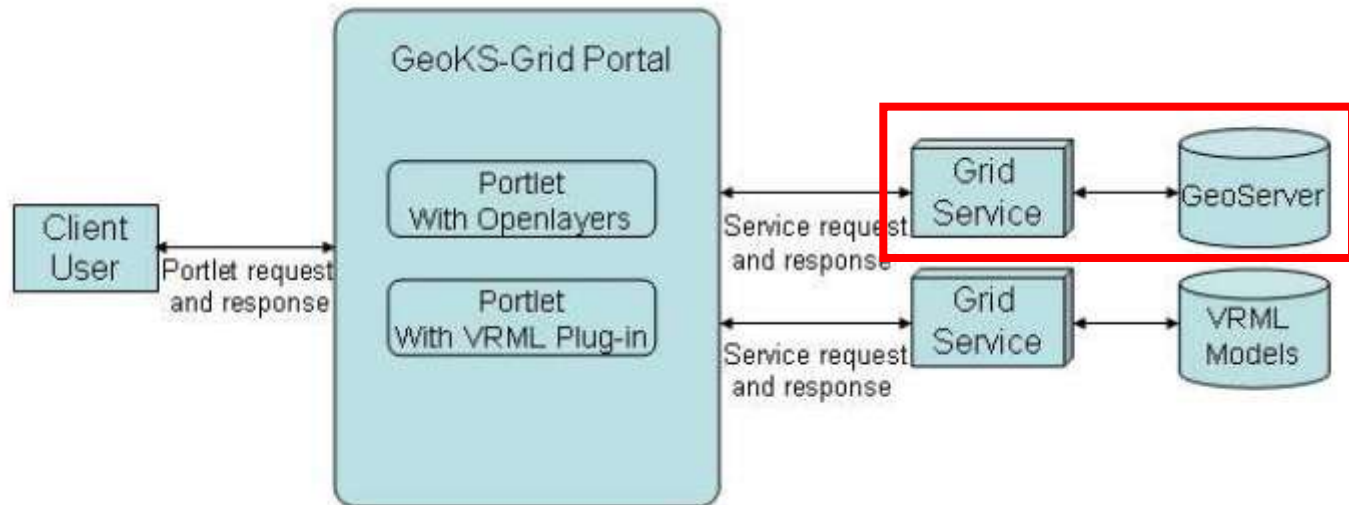 GeoKS-Grid Portal
Portlet
With Openlayers
Portlet
With VRML Plug-in
Client
User
Portlet request
and response
Service request
and response
Service request
and response
Grid
Service
GeoServer
Grid
Service
VRML
Models